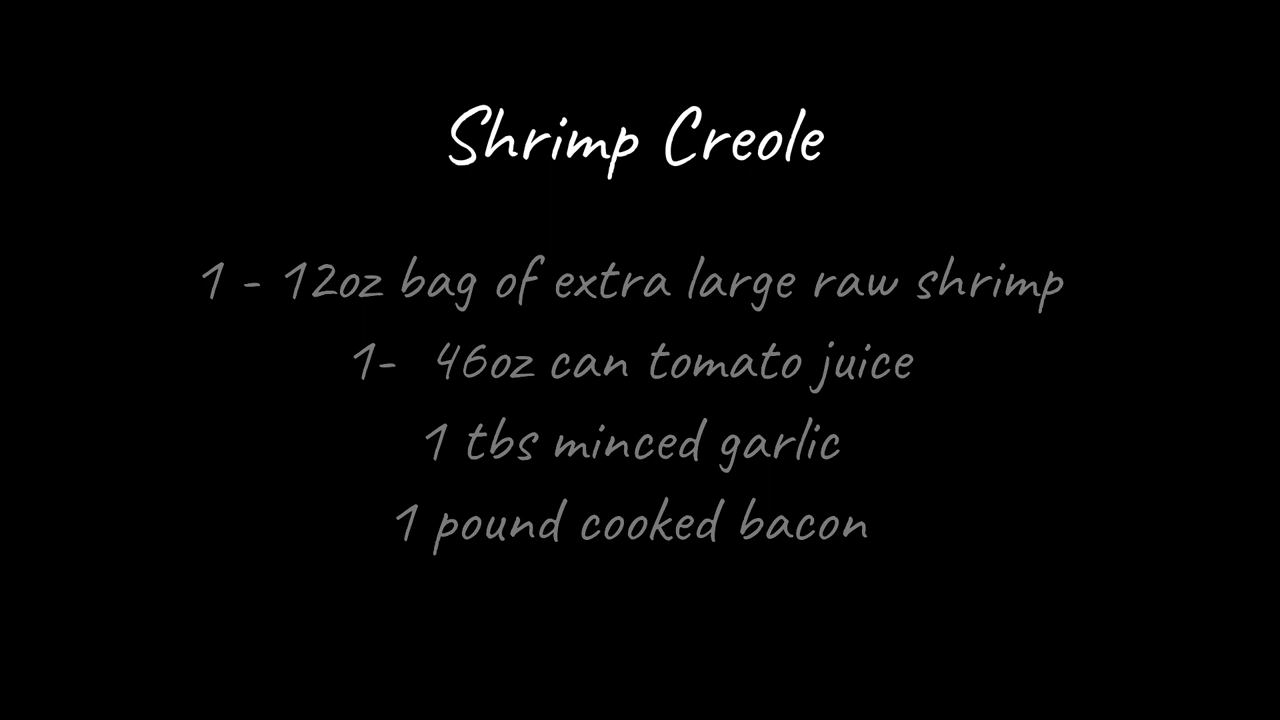 Shrimp Creole
1 - 12oz bag of extra large raw shrimp
1- 46oz can tomato juice
1 tbs minced garlic
1 pound cooked bacon